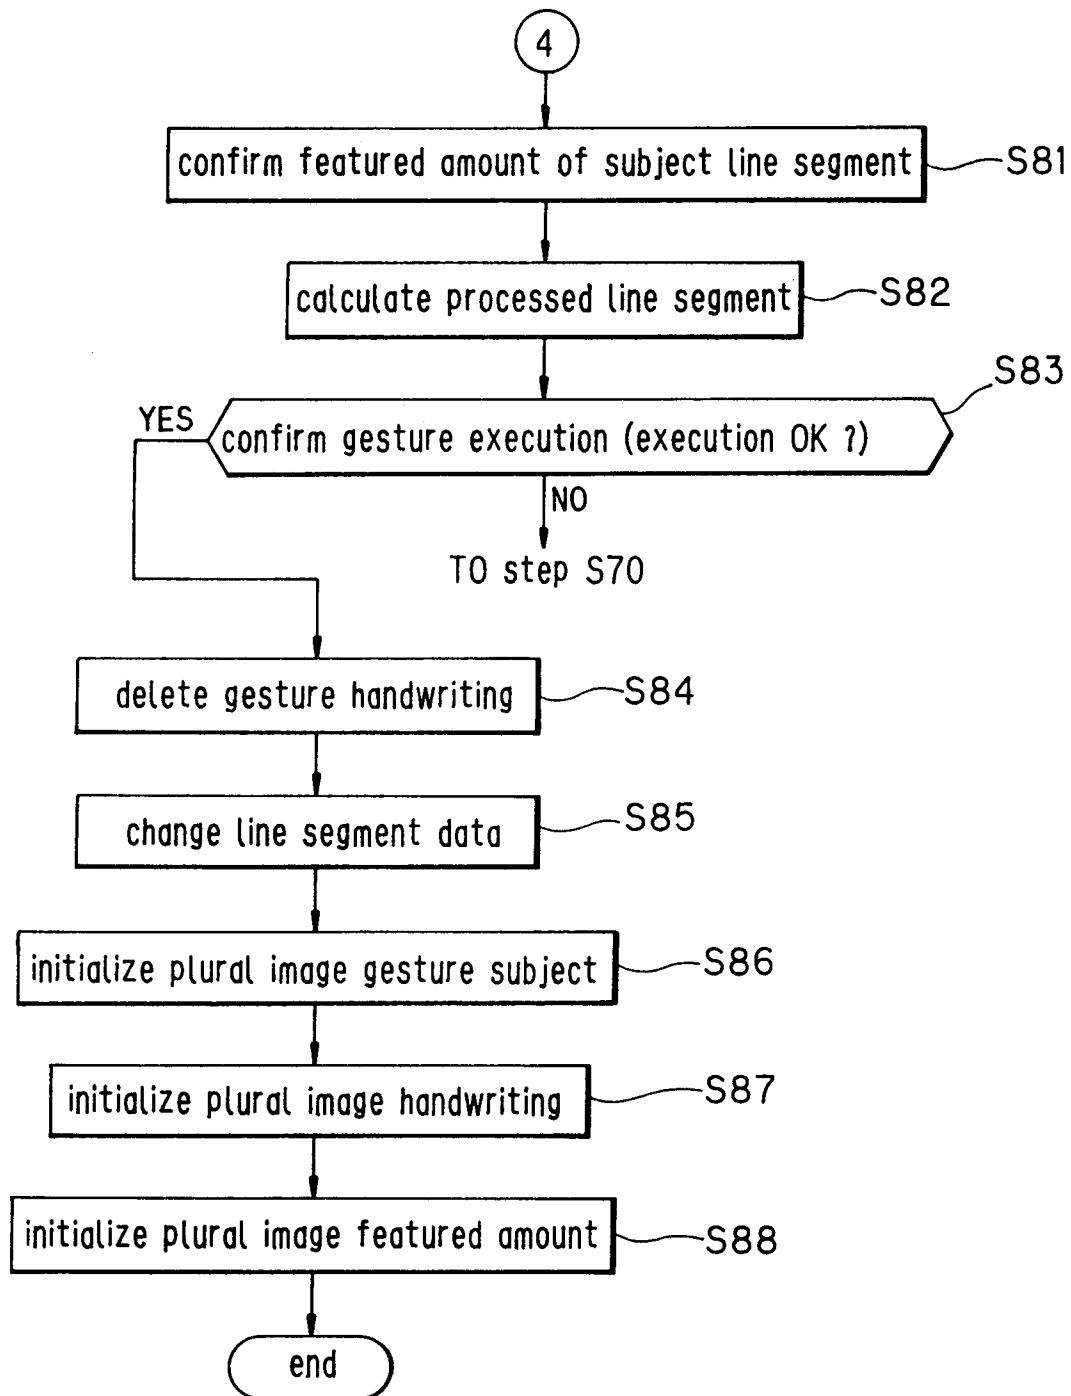 4
confirm featured amount of subject line segment
S81
calculate processed line segment
S82
S83
YES
confirm gesture execution (execution OK ?)
NO
TO step S70
delete gesture handwriting
S84
change line segment data
S85
initialize plural image gesture subject
S86
initialize plural image handwriting
S87
initialize plural image featured amount
S88
end